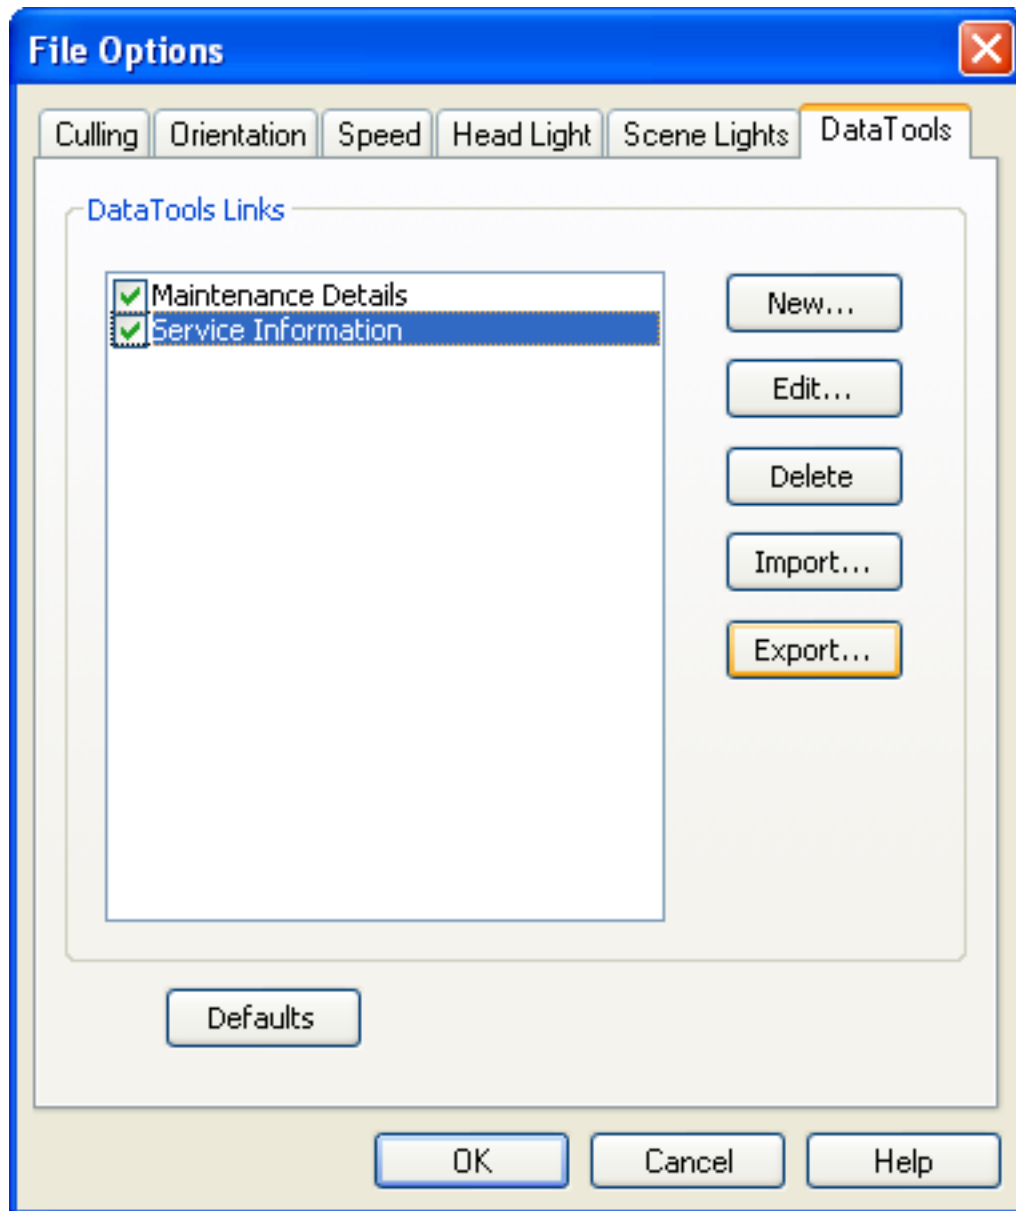 File Options
Culling Orientation Speed Head Light Scene Lights DataTools
DataTools Links
Maintenance Details
Service Information
New...
Edit...
Delete
Import...
Export...
Defaults
OK Cancel Help